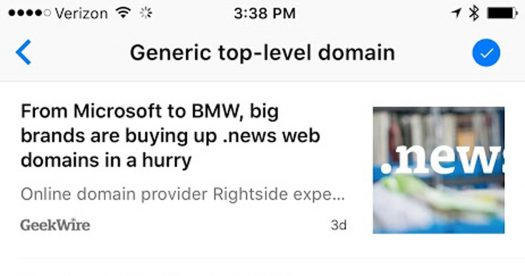 Verizon 3:38 PM
Generic top-level domain
From Microsoft to BMW, big
brands are buying up .news web
domains in a hurry
Online domain provider Rightside expe...
GeekWire 3d
.news